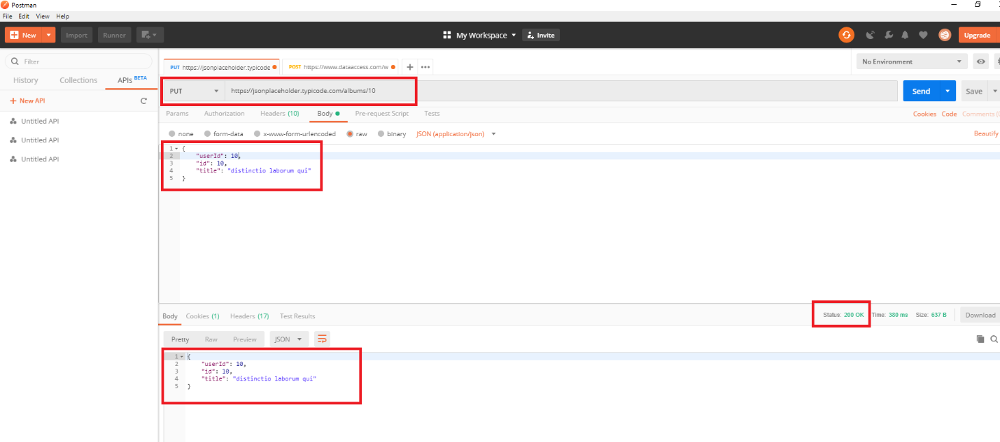 Postman
File Edit View Help
New Import Runner My Workspace Invite Upgrade
Filter
History Collections APIs BETA
New API
Untitled API
Untitled API
Untitled API
PUT https://jsonplaceholder.typicode POST https://www.dataaccess.com/w
No Environment
PUT https://jsonplaceholder.typicode.com/albums/10 Send Save
Params Authorization Headers (10) Body Pre-request Script Tests Cookies Code Comments
none form-data x-www-form-urlencoded raw binary JSON (application/json) Beautify
1 {
2 "userId": 10,
3 "id": 10,
4 "title": "distinctio laborum qui"
5 }
Body Cookies (1) Headers (17) Test Results Status: 200 OK Time: 380 ms Size: 637 B Download
Pretty Raw Preview JSON
1 {
2 "userId": 10,
3 "id": 10,
4 "title": "distinctio laborum qui"
5 }